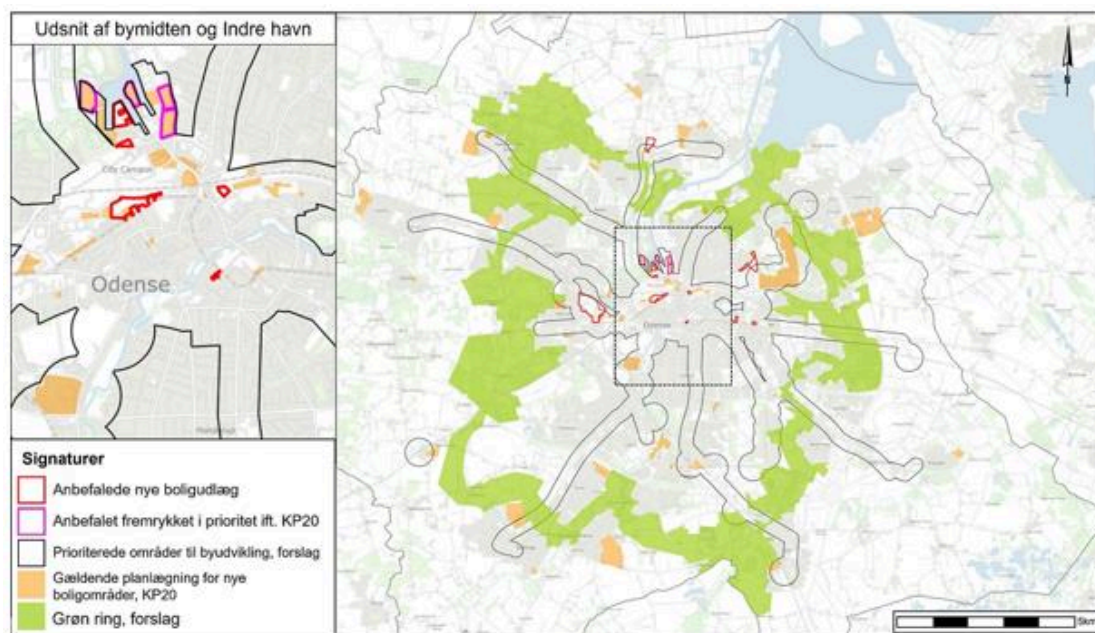 Udsnit af bymidten og Indre havn
City Campus
Odense
Signaturer
Anbefalede nye boligudlæg
Anbefalet fremrykket i prioritet ift. KP20
Prioriterede områder til byudvikling, forslag
Gældende planlægning for nye
boligområder, KP20
Grøn ring, forslag
Odense
N
5km